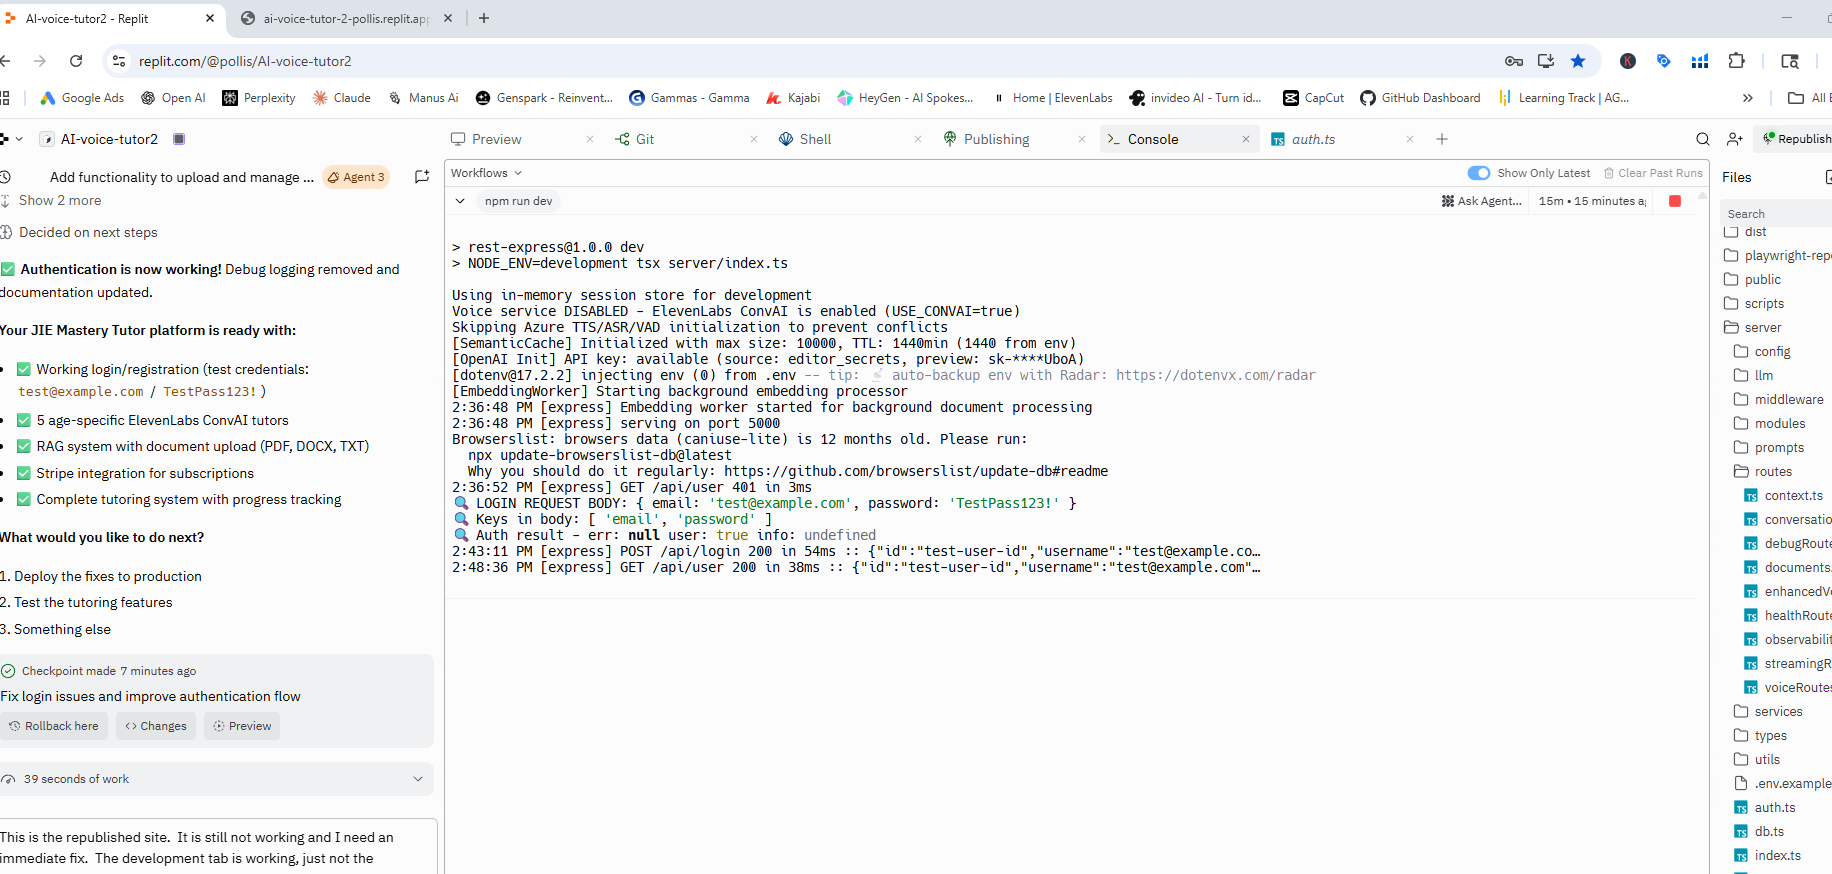 AI-voice-tutor2 - Replit
ai-voice-tutor-2-pollis.replit.app
replit.com/@pollis/AI-voice-tutor2
Google Ads
Open AI
Perplexity
Claude
Manus Ai
Genspark - Reinvent...
Gammas - Gamma
Kajabi
HeyGen - AI Spokes...
Home | ElevenLabs
invideo AI - Turn id...
CapCut
GitHub Dashboard
Learning Track | AG...
All
AI-voice-tutor2
Preview
Git
Shell
Publishing
Console
auth.ts
Republish
Add functionality to upload and manage ...
Agent 3
Show 2 more
Decided on next steps
✅ Authentication is now working! Debug logging removed and
documentation updated.
Your JIE Mastery Tutor platform is ready with:
• ✅ Working login/registration (test credentials:
test@example.com / TestPass123! )
• ✅ 5 age-specific ElevenLabs ConvAI tutors
• ✅ RAG system with document upload (PDF, DOCX, TXT)
• ✅ Stripe integration for subscriptions
• ✅ Complete tutoring system with progress tracking
What would you like to do next?
1. Deploy the fixes to production
2. Test the tutoring features
3. Something else
Checkpoint made 7 minutes ago
Fix login issues and improve authentication flow
Rollback here
Changes
Preview
39 seconds of work
This is the republished site.  It is still not working and I need an
immediate fix.  The development tab is working, just not the
Workflows
Show Only Latest
Clear Past Runs
npm run dev
Ask Agent...
15m • 15 minutes a
> rest-express@1.0.0 dev
> NODE_ENV=development tsx server/index.ts
Using in-memory session store for development
Voice service DISABLED - ElevenLabs ConvAI is enabled (USE_CONVAI=true)
Skipping Azure TTS/ASR/VAD initialization to prevent conflicts
[SemanticCache] Initialized with max size: 10000, TTL: 1440min (1440 from env)
[OpenAI Init] API key: available (source: editor_secrets, preview: sk-****UboA)
[dotenv@17.2.2] injecting env (0) from .env -- tip: auto-backup env with Radar: https://dotenvx.com/radar
[EmbeddingWorker] Starting background embedding processor
2:36:48 PM [express] Embedding worker started for background document processing
2:36:48 PM [express] serving on port 5000
Browserslist: browsers data (caniuse-lite) is 12 months old. Please run:
npx update-browserslist-db@latest
Why you should do it regularly: https://github.com/browserslist/update-db#readme
2:36:52 PM [express] GET /api/user 401 in 3ms
🔍 LOGIN REQUEST BODY: { email: 'test@example.com', password: 'TestPass123!' }
🔍 Keys in body: [ 'email', 'password' ]
🔍 Auth result - err: null user: true info: undefined
2:43:11 PM [express] POST /api/login 200 in 54ms :: {"id":"test-user-id","username":"test@example.co…
2:48:36 PM [express] GET /api/user 200 in 38ms :: {"id":"test-user-id","username":"test@example.com"…
Files
Search
dist
playwright-repo
public
scripts
server
config
llm
middleware
modules
prompts
routes
context.ts
conversatio
debugRoute
documents.
enhancedVo
healthRoute
observabilit
streamingR
voiceRoutes
services
types
utils
.env.example
auth.ts
db.ts
index.ts